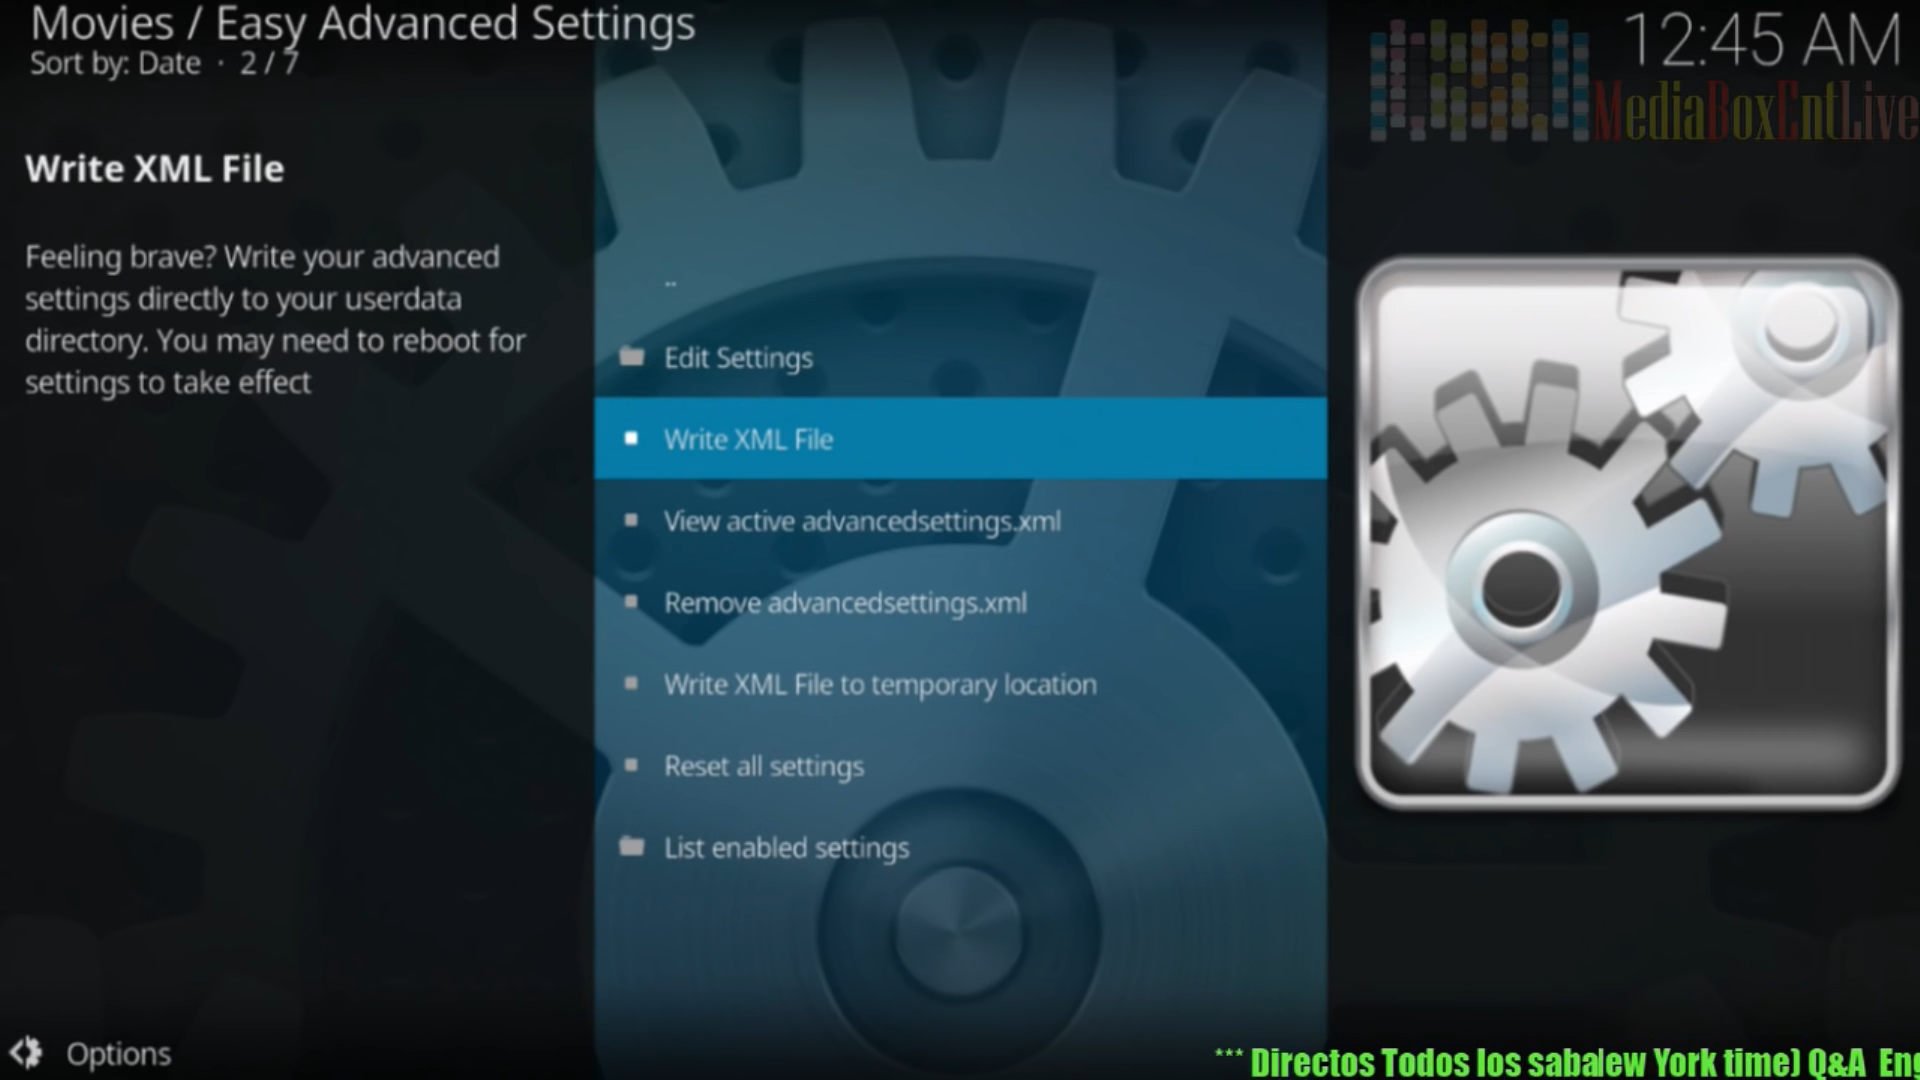 Movies / Easy Advanced Settings
Sort by: Date · 2 / 7
12:45 AM
MediaBoxEntLive
Write XML File
Feeling brave? Write your advanced
settings directly to your userdata
directory. You may need to reboot for
settings to take effect
..
Edit Settings
Write XML File
View active advancedsettings.xml
Remove advancedsettings.xml
Write XML File to temporary location
Reset all settings
List enabled settings
Options
*** Directos Todos los sabalew York time) Q&A Eng